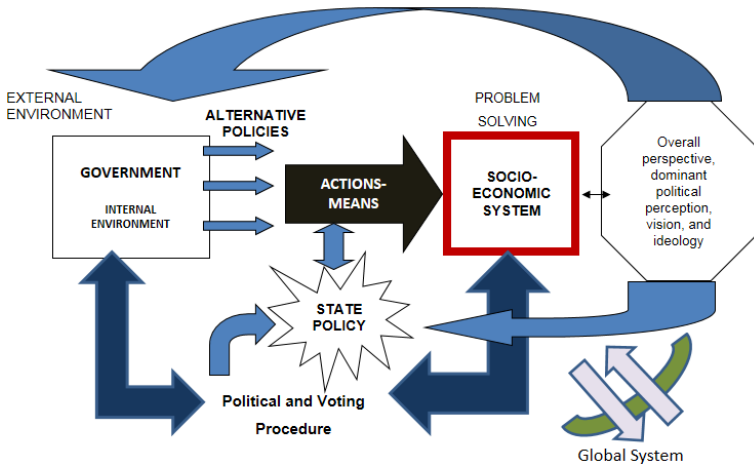 EXTERNAL
ENVIRONMENT
ALTERNATIVE
POLICIES
PROBLEM
SOLVING
GOVERNMENT
INTERNAL
ENVIRONMENT
ACTIONS-
MEANS
SOCIO-
ECONOMIC
SYSTEM
Overall
perspective,
dominant
political
perception,
vision, and
ideology
STATE
POLICY
Political and Voting
Procedure
Global System